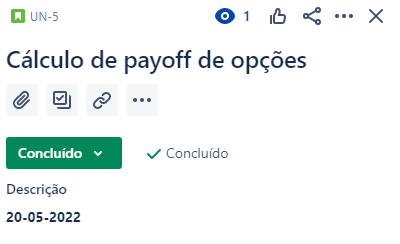 UN-5
1
Cálculo de payoff de opções
Concluído
Concluído
Descrição
20-05-2022